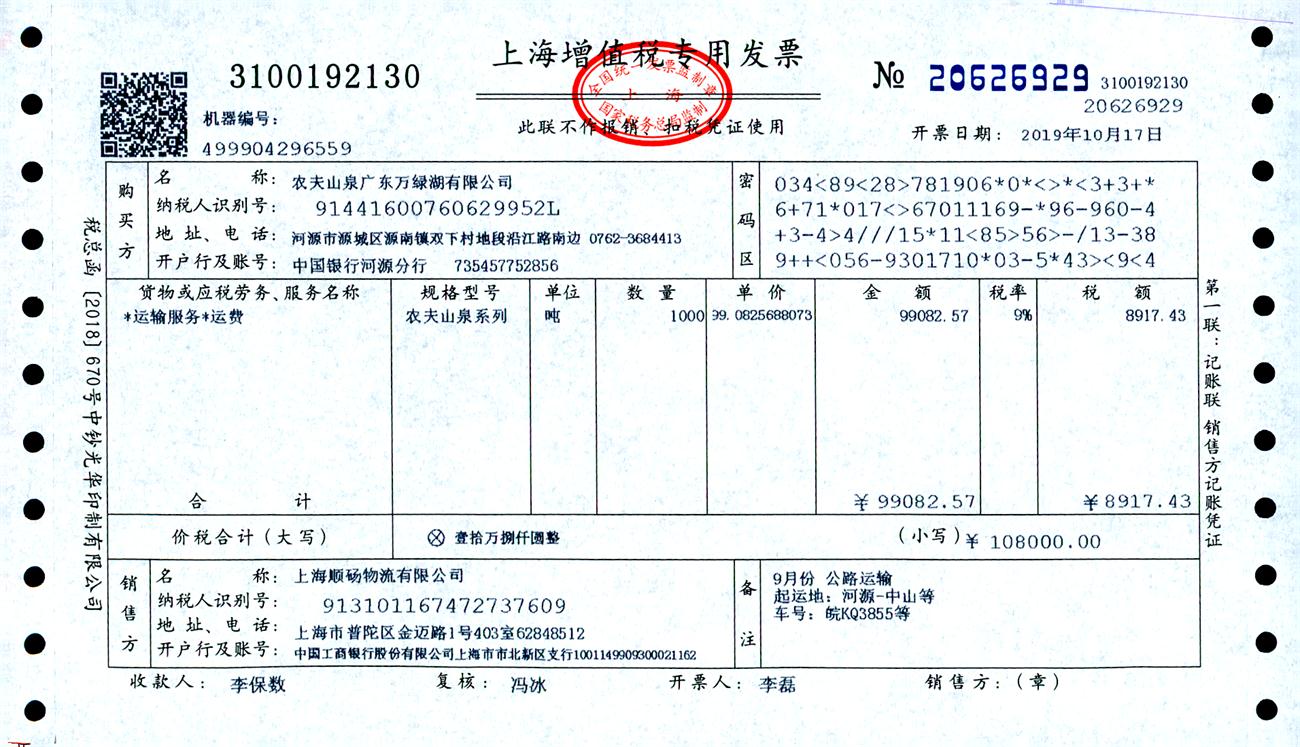 上海增值税专用发票
3100192130
№ 20626929 3100192130
20626929
机器编号:
499904296559
全国统一发票监制章
上海
国家税务总局监制
此联不作报销、扣税凭证使用
开票日期: 2019年10月17日
购买方
名称: 农夫山泉广东万绿湖有限公司
纳税人识别号: 91441600760629952L
地址、电话: 河源市源城区源南镇双下村地段沿江路南边 0762-3684413
开户行及账号: 中国银行河源分行 735457752856
密码区
034<89<28>781906*0*<>*<3+3+*
6+71*017<>67011169-*96-960-4
+3-4>4///15*11<85>56>-/13-38
9++<056-9301710*03-5*43><9<4
货物或应税劳务、服务名称 规格型号 单位 数量 单价 金额 税率 税额
*运输服务*运费 农夫山泉系列 吨 1000 99.0825688073 99082.57 9% 8917.43
合计 ¥99082.57 ¥8917.43
价税合计(大写) ⊗ 壹拾万捌仟圆整 (小写) ¥108000.00
销售方
名称: 上海顺砀物流有限公司
纳税人识别号: 913101167472737609
地址、电话: 上海市普陀区金迈路1号403室62848512
开户行及账号: 中国工商银行股份有限公司上海市市北新区支行1001149909300021162
备注
9月份 公路运输
起运地: 河源-中山等
车号: 皖KQ3855等
收款人: 李保数 复核: 冯冰 开票人: 李磊 销售方:(章)
税总函[2018]670号中钞光华印制有限公司
第一联:记账联 销售方记账凭证